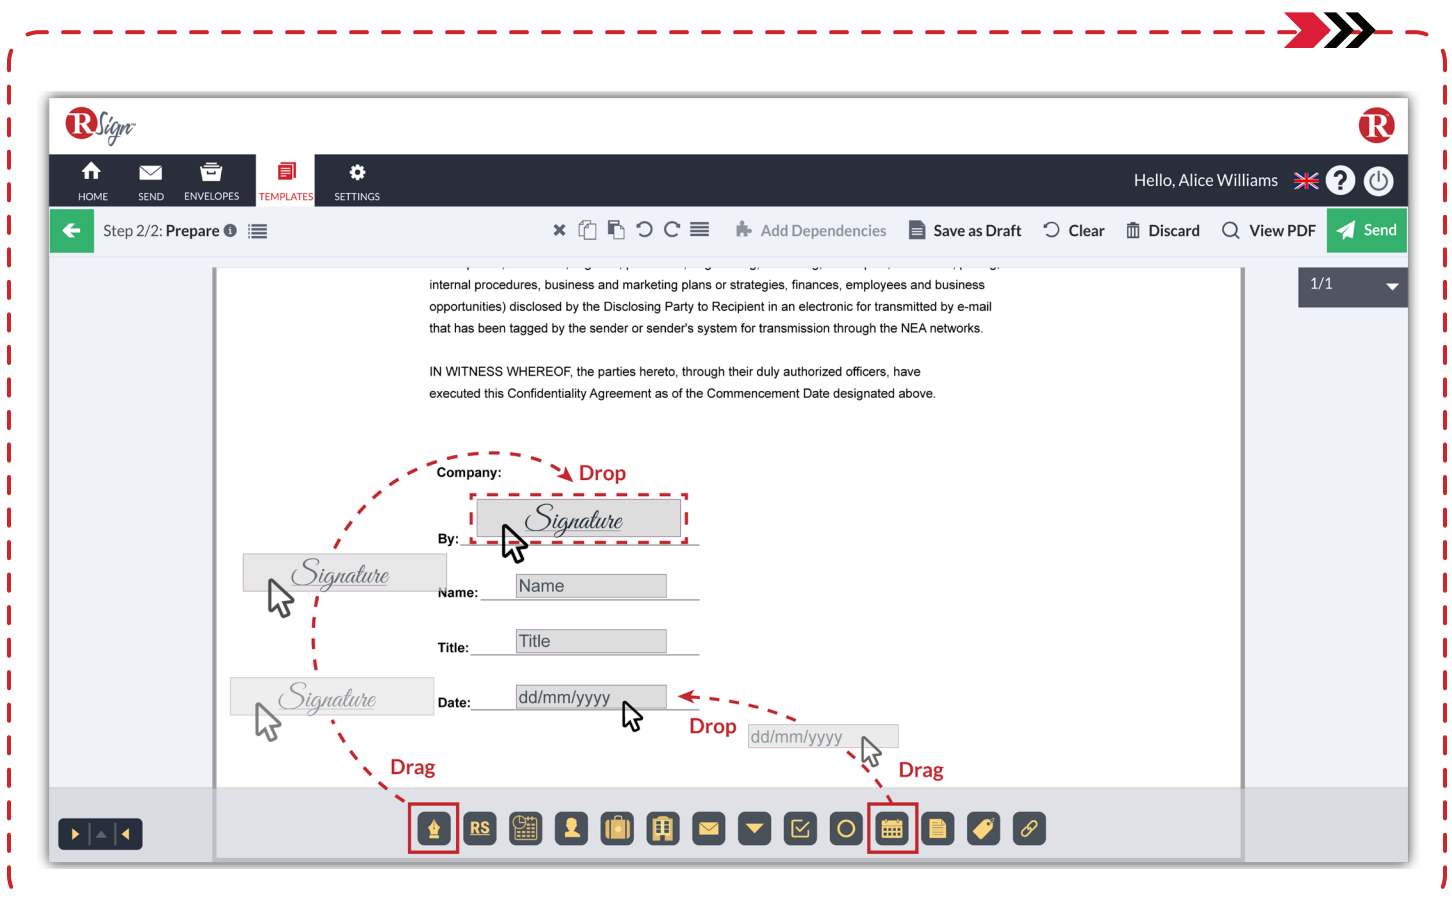 RSign
R
HOME
SEND
ENVELOPES
TEMPLATES
SETTINGS
Hello, Alice Williams
?
Step 2/2: Prepare
Add Dependencies
Save as Draft
Clear
Discard
View PDF
Send
1/1
internal procedures, business and marketing plans or strategies, finances, employees and business
opportunities) disclosed by the Disclosing Party to Recipient in an electronic for transmitted by e-mail
that has been tagged by the sender or sender's system for transmission through the NEA networks.
IN WITNESS WHEREOF, the parties hereto, through their duly authorized officers, have
executed this Confidentiality Agreement as of the Commencement Date designated above.
Company:
Drop
Signature
By:
Signature
Name:
Name
Title:
Title
Signature
Date:
dd/mm/yyyy
Drop
dd/mm/yyyy
Drag
Drag
RS